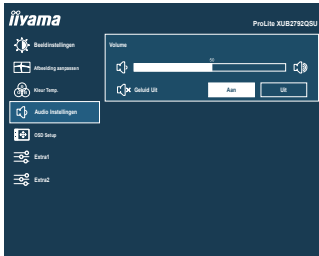 iiyama
ProLite XUB2792QSU
Beeldinstellingen
Afbeelding aanpassen
Kleur Temp.
Audio Instellingen
OSD Setup
Extra1
Extra2
Volume
50
Geluid Uit
Aan
Uit